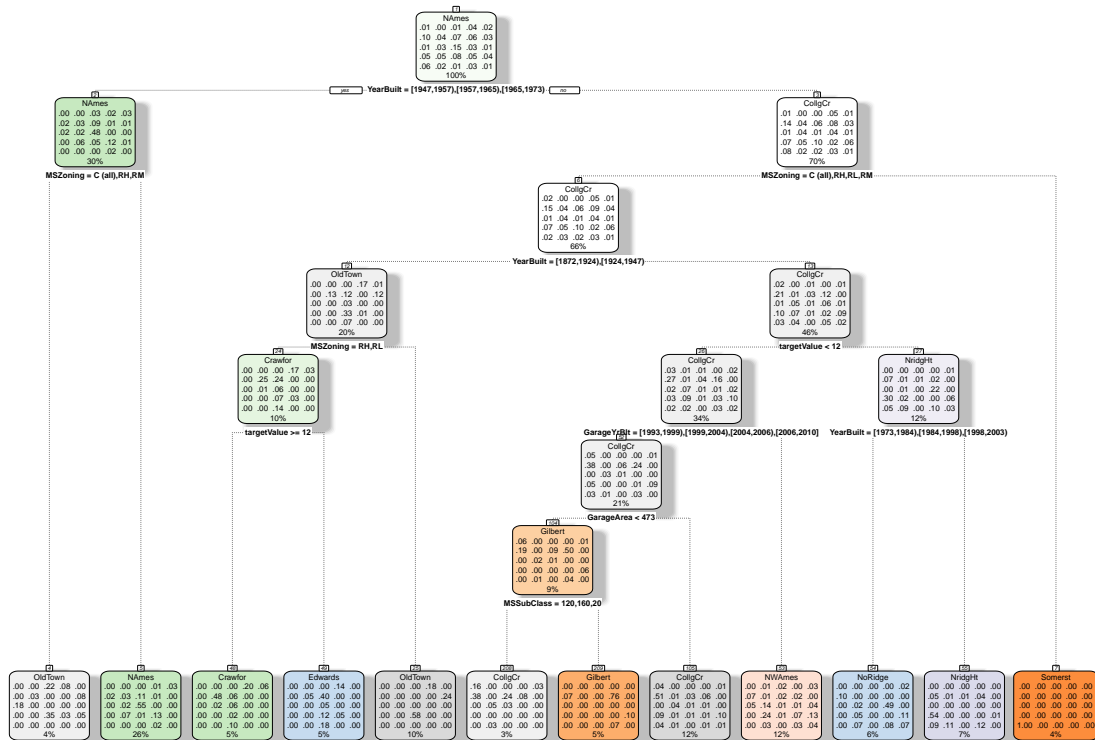 1
NAmes
.01 .00 .01 .04 .02
.10 .04 .07 .06 .03
.01 .03 .15 .03 .01
.05 .05 .08 .05 .04
.06 .02 .01 .03 .01
100%
yes YearBuilt = [1947,1957),[1957,1965),[1965,1973) no
2
NAmes
.00 .00 .03 .02 .03
.02 .03 .09 .01 .01
.02 .02 .48 .00 .00
.00 .06 .05 .12 .01
.00 .00 .00 .02 .00
30%
MSZoning = C (all),RH,RM
3
CollgCr
.01 .00 .00 .05 .01
.14 .04 .06 .08 .03
.01 .04 .01 .04 .01
.07 .05 .10 .02 .06
.08 .02 .02 .03 .01
70%
MSZoning = C (all),RH,RL,RM
6
CollgCr
.02 .00 .00 .05 .01
.15 .04 .06 .09 .04
.01 .04 .01 .04 .01
.07 .05 .10 .02 .06
.02 .03 .02 .03 .01
66%
YearBuilt = [1872,1924),[1924,1947)
12
OldTown
.00 .00 .00 .17 .01
.00 .13 .12 .00 .12
.00 .00 .03 .00 .00
.00 .00 .33 .01 .00
.00 .00 .07 .00 .00
20%
MSZoning = RH,RL
13
CollgCr
.02 .00 .01 .00 .01
.21 .01 .03 .12 .00
.01 .05 .01 .06 .01
.10 .07 .01 .02 .09
.03 .04 .00 .05 .02
46%
targetValue < 12
24
Crawfor
.00 .00 .00 .17 .03
.00 .25 .24 .00 .00
.00 .01 .06 .00 .00
.00 .00 .07 .03 .00
.00 .00 .14 .00 .00
10%
targetValue >= 12
26
CollgCr
.03 .01 .01 .00 .02
.27 .01 .04 .16 .00
.02 .07 .01 .01 .02
.03 .09 .01 .03 .10
.02 .02 .00 .03 .02
34%
GarageYrBlt = [1993,1999),[1999,2004),[2004,2006),[2006,2010]
27
NridgHt
.00 .00 .00 .00 .01
.07 .01 .01 .02 .00
.00 .01 .00 .22 .00
.30 .02 .00 .00 .06
.05 .09 .00 .10 .03
12%
YearBuilt = [1973,1984),[1984,1998),[1998,2003)
52
CollgCr
.05 .00 .00 .00 .01
.38 .00 .06 .24 .00
.00 .03 .01 .00 .00
.05 .00 .00 .01 .09
.03 .01 .00 .03 .00
21%
GarageArea < 473
104
Gilbert
.06 .00 .00 .00 .01
.19 .00 .09 .50 .00
.00 .02 .01 .00 .00
.00 .00 .00 .00 .06
.00 .01 .00 .04 .00
9%
MSSubClass = 120,160,20
4
OldTown
.00 .00 .22 .08 .00
.00 .03 .00 .08 .00
.18 .00 .00 .00 .00
.00 .00 .35 .03 .05
.00 .00 .00 .00 .00
4%
5
NAmes
.00 .00 .00 .01 .03
.02 .03 .11 .01 .00
.02 .02 .55 .00 .00
.00 .07 .01 .13 .00
.00 .00 .00 .02 .00
26%
48
Crawfor
.00 .00 .00 .20 .06
.00 .48 .06 .00 .00
.00 .02 .06 .00 .00
.00 .00 .02 .00 .00
.00 .00 .10 .00 .00
5%
49
Edwards
.00 .00 .00 .14 .00
.00 .05 .40 .00 .00
.00 .00 .05 .00 .00
.00 .00 .12 .05 .00
.00 .00 .18 .00 .00
5%
25
OldTown
.00 .00 .00 .18 .00
.00 .00 .00 .00 .24
.00 .00 .00 .00 .00
.00 .00 .58 .00 .00
.00 .00 .00 .00 .00
10%
208
CollgCr
.16 .00 .00 .00 .03
.38 .00 .24 .08 .00
.00 .05 .03 .00 .00
.00 .00 .00 .00 .00
.00 .03 .00 .00 .00
3%
209
Gilbert
.00 .00 .00 .00 .00
.07 .00 .00 .76 .00
.00 .00 .00 .00 .00
.00 .00 .00 .00 .10
.00 .00 .00 .07 .00
5%
105
CollgCr
.04 .00 .00 .00 .01
.51 .01 .03 .06 .00
.00 .04 .01 .00 .00
.09 .01 .01 .01 .10
.04 .01 .00 .01 .01
12%
53
NWAmes
.00 .01 .02 .00 .03
.05 .14 .01 .01 .04
.00 .24 .01 .07 .13
.00 .03 .00 .03 .04
12%
54
NoRidge
.00 .00 .00 .00 .02
.10 .00 .02 .00 .00
.00 .02 .00 .49 .00
.00 .05 .00 .00 .11
.00 .07 .00 .08 .07
6%
55
NridgHt
.00 .00 .00 .00 .00
.05 .01 .01 .04 .00
.00 .00 .00 .00 .00
.54 .00 .00 .00 .01
.09 .11 .00 .12 .00
7%
7
Somerst
.00 .00 .00 .00 .00
.00 .00 .00 .00 .00
.00 .00 .00 .00 .00
.00 .00 .00 .00 .00
1.00 .00 .00 .00 .00
4%